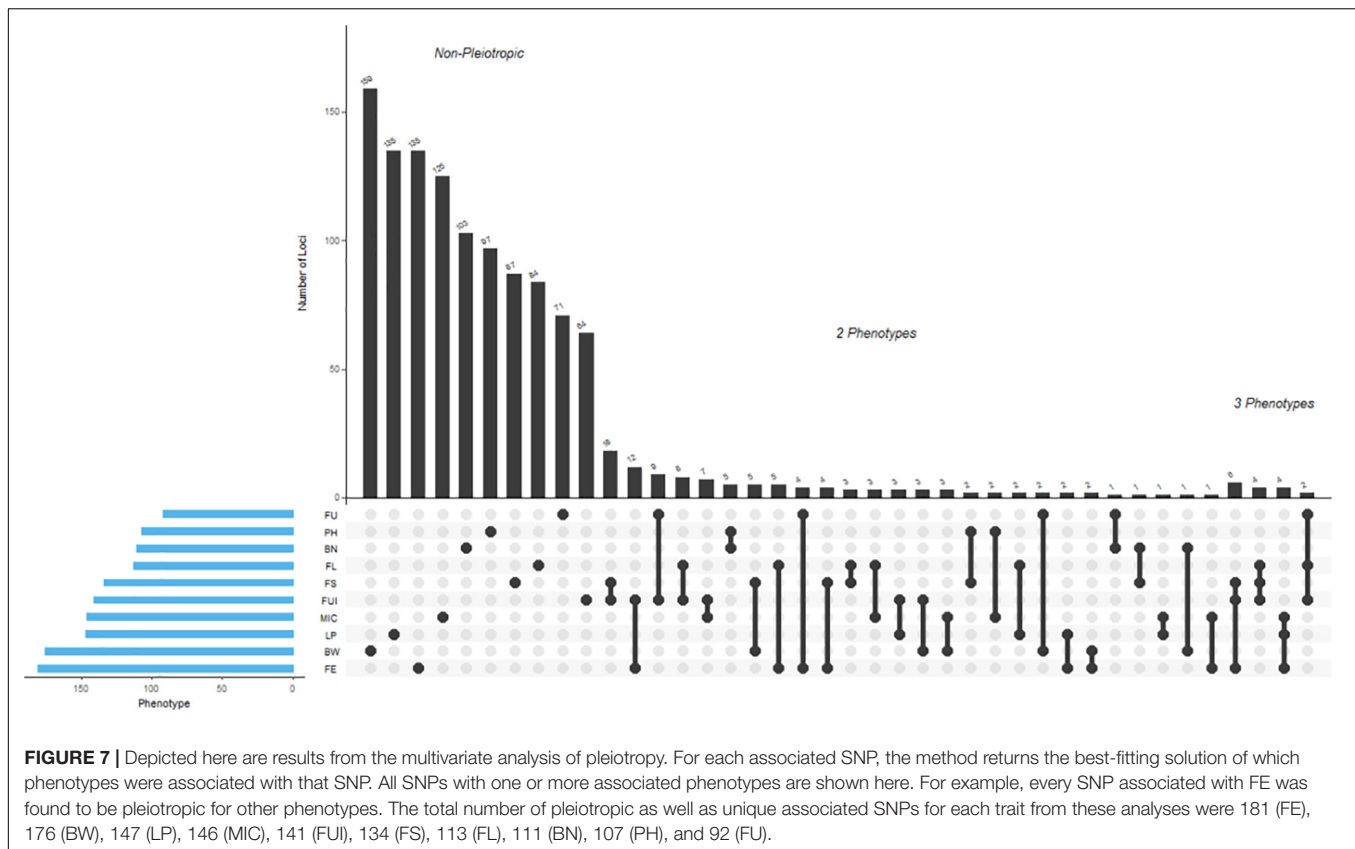 Non-Pleiotropic
2 Phenotypes
3 Phenotypes
Number of Loci
150
100
50
0
159
135
135
125
103
97
87
84
71
64
18
12
9
8
7
5
5
5
4
4
3
3
3
3
3
2
2
2
2
2
2
1
1
1
1
1
6
4
4
2
FU
PH
BN
FL
FS
FUI
MIC
LP
BW
FE
150
100
50
0
Phenotype
FIGURE 7 | Depicted here are results from the multivariate analysis of pleiotropy. For each associated SNP, the method returns the best-fitting solution of which
phenotypes were associated with that SNP. All SNPs with one or more associated phenotypes are shown here. For example, every SNP associated with FE was
found to be pleiotropic for other phenotypes. The total number of pleiotropic as well as unique associated SNPs for each trait from these analyses were 181 (FE),
176 (BW), 147 (LP), 146 (MIC), 141 (FUI), 134 (FS), 113 (FL), 111 (BN), 107 (PH), and 92 (FU).